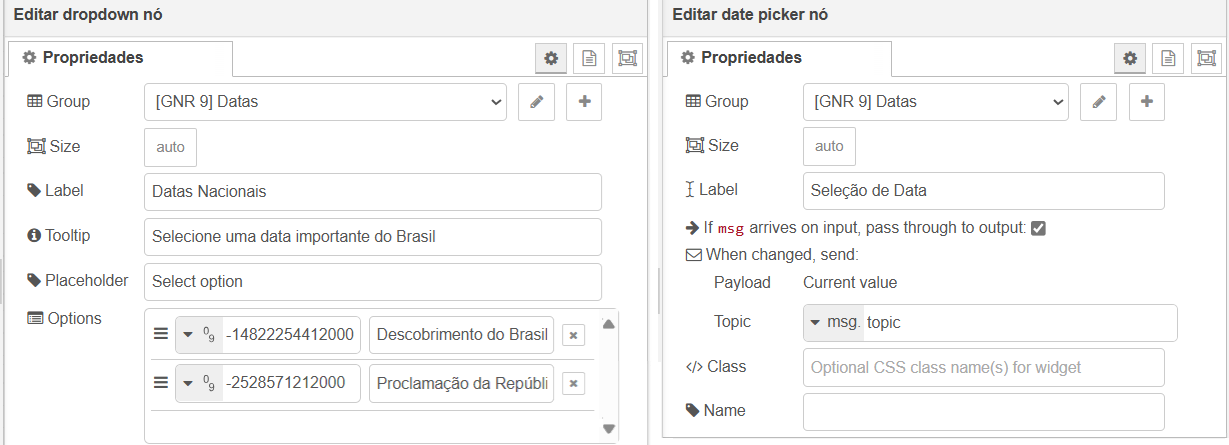 Editar dropdown nó
Propriedades
Group
[GNR 9] Datas
Size
auto
Label
Datas Nacionais
Tooltip
Selecione uma data importante do Brasil
Placeholder
Select option
Options
09 -14822254412000 Descobrimento do Brasil
09 -2528571212000 Proclamação da Repúbli
Editar date picker nó
Propriedades
Group
[GNR 9] Datas
Size
auto
Label
Seleção de Data
If msg arrives on input, pass through to output:
When changed, send:
Payload
Current value
Topic
msg. topic
</> Class
Optional CSS class name(s) for widget
Name